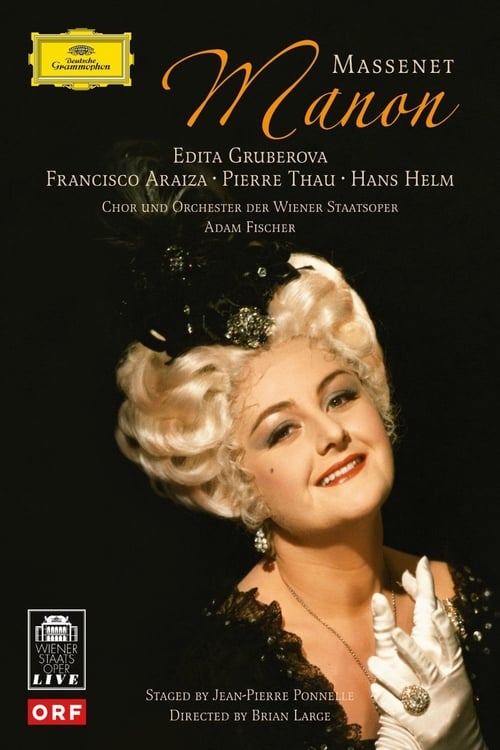 Deutsche
Grammophon
MASSENET
Manon
EDITA GRUBEROVA
FRANCISCO ARAIZA · PIERRE THAU · HANS HELM
CHOR UND ORCHESTER DER WIENER STAATSOPER
ADAM FISCHER
WIENER
STAATS
OPER
LIVE
ORF
STAGED BY JEAN-PIERRE PONNELLE
DIRECTED BY BRIAN LARGE